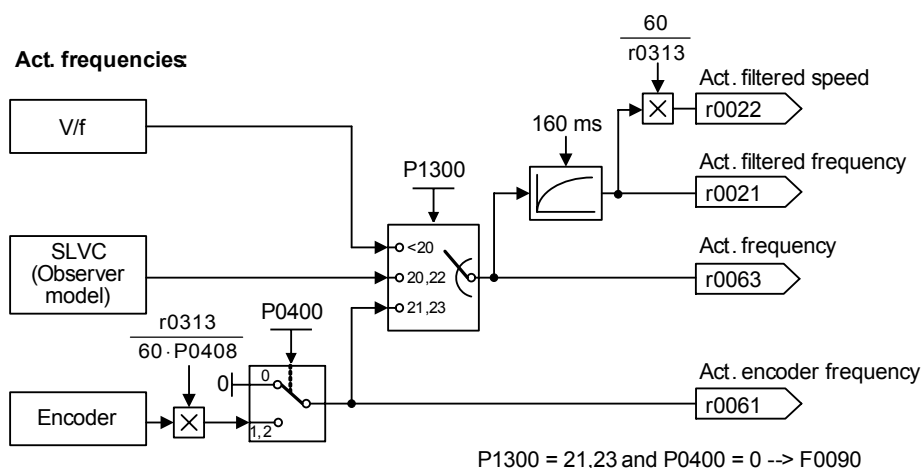 Act. frequencies:
60
r0313
Act. filtered speed
r0022
V/f
160 ms
Act. filtered frequency
r0021
P1300
<20
20,22
21,23
SLVC
(Observer
model)
Act. frequency
r0063
r0313
60·P0408
P0400
0
0
1,2
Encoder
Act. encoder frequency
r0061
P1300 = 21,23 and P0400 = 0 --> F0090